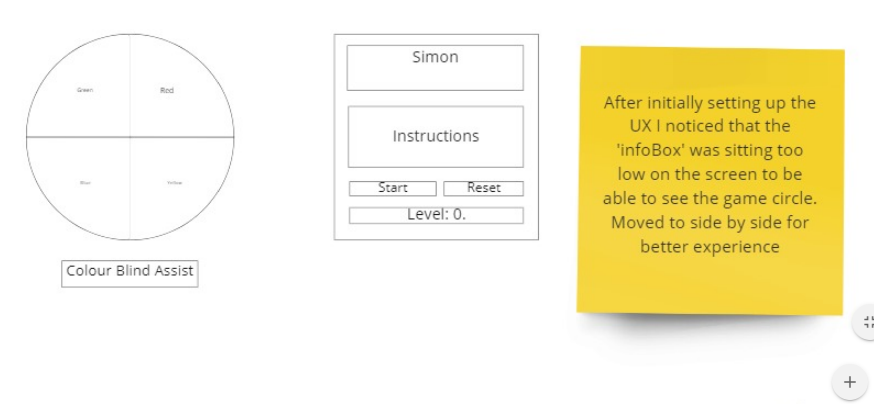 Green
Red
Blue
Yellow
Colour Blind Assist
Simon
Instructions
Start
Reset
Level: 0.
After initially setting up the
UX I noticed that the
'infoBox' was sitting too
low on the screen to be
able to see the game circle.
Moved to side by side for
better experience
+